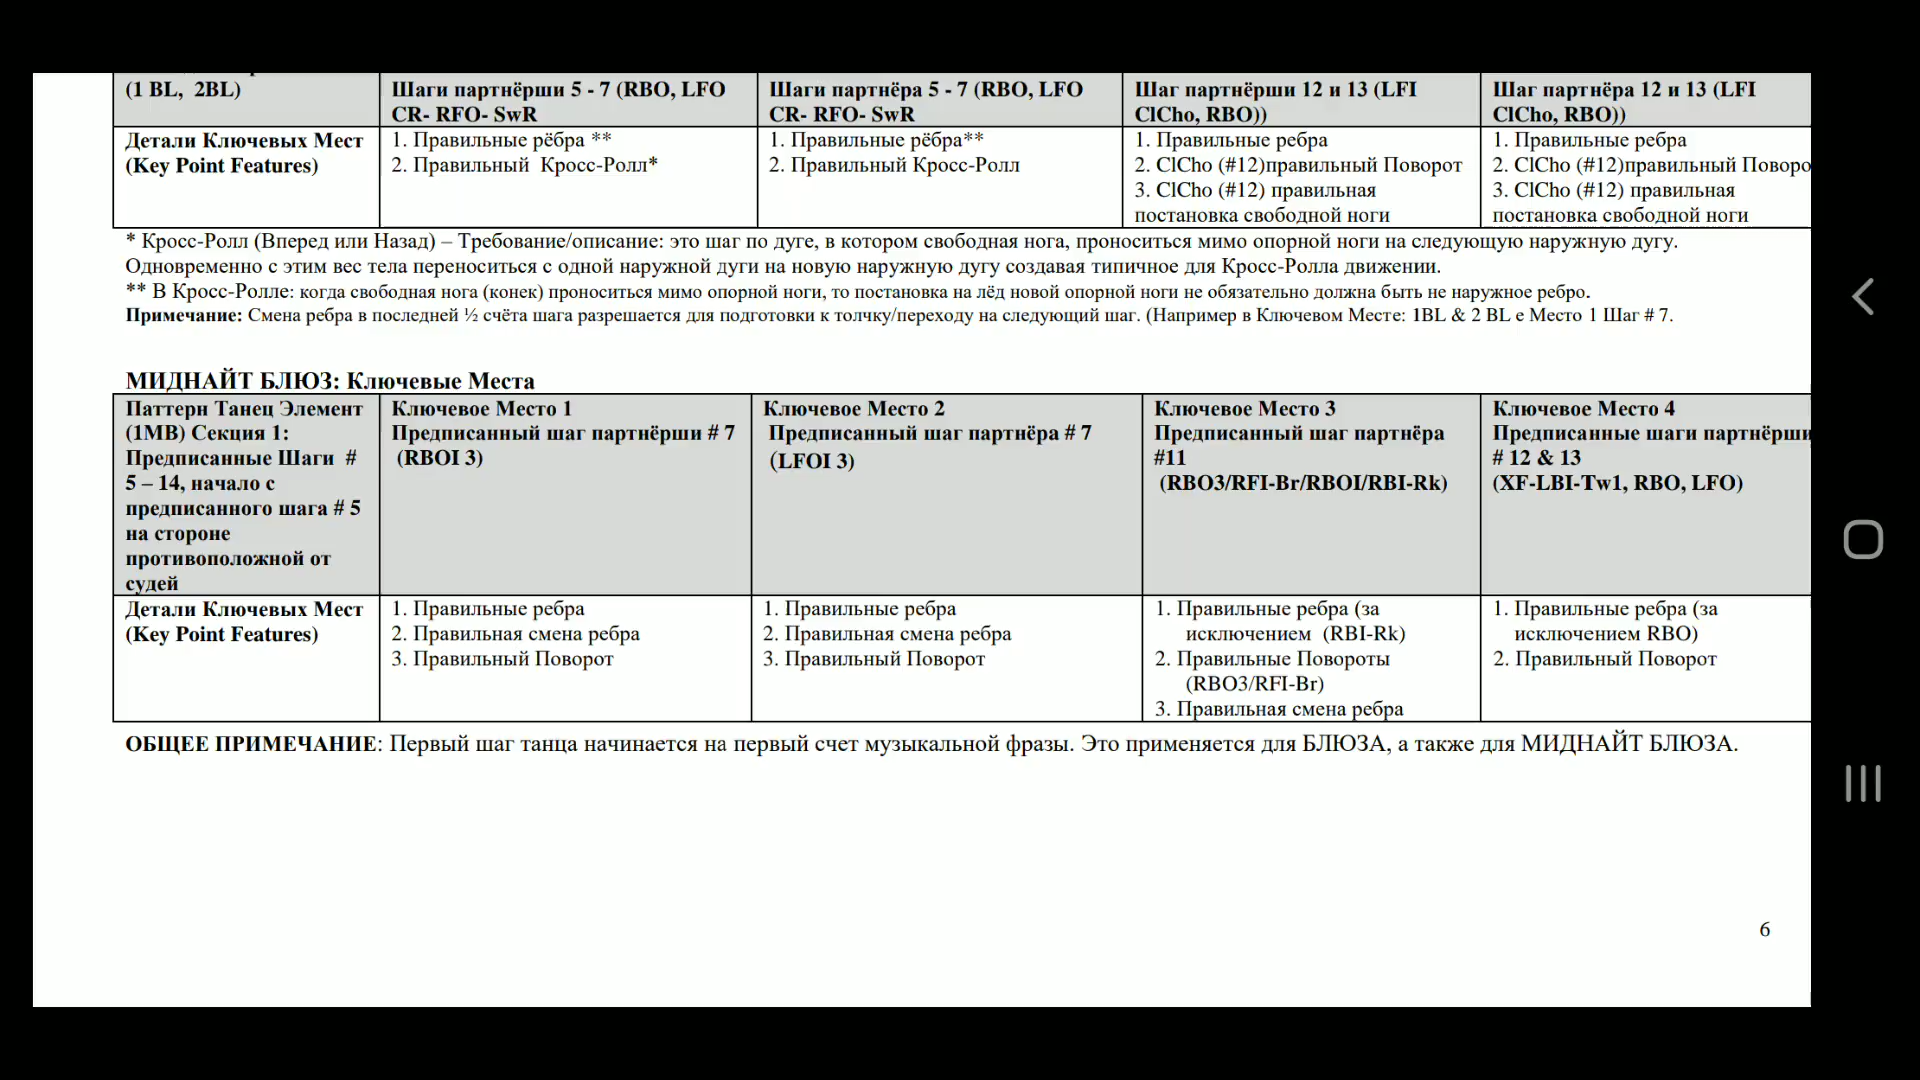 (1 BL, 2BL)
Шаги партнёрши 5 - 7 (RBO, LFO
CR- RFO- SwR
Шаги партнёра 5 - 7 (RBO, LFO
CR- RFO- SwR
Шаг партнёрши 12 и 13 (LFI
ClCho, RBO))
Шаг партнёра 12 и 13 (LFI
ClCho, RBO))
Детали Ключевых Мест
(Key Point Features)
1. Правильные рёбра **
2. Правильный Кросс-Ролл*
1. Правильные рёбра**
2. Правильный Кросс-Ролл
1. Правильные ребра
2. ClCho (#12)правильный Поворот
3. ClCho (#12) правильная
постановка свободной ноги
1. Правильные ребра
2. ClCho (#12)правильный Поворо
3. ClCho (#12) правильная
постановка свободной ноги
* Кросс-Ролл (Вперед или Назад) – Требование/описание: это шаг по дуге, в котором свободная нога, проноситься мимо опорной ноги на следующую наружную дугу.
Одновременно с этим вес тела переноситься с одной наружной дуги на новую наружную дугу создавая типичное для Кросс-Ролла движении.
** В Кросс-Ролле: когда свободная нога (конек) проноситься мимо опорной ноги, то постановка на лёд новой опорной ноги не обязательно должна быть не наружное ребро.
Примечание: Смена ребра в последней ½ счёта шага разрешается для подготовки к толчку/переходу на следующий шаг. (Например в Ключевом Месте: 1BL & 2 BL е Место 1 Шаг # 7.
МИДНАЙТ БЛЮЗ: Ключевые Места
Паттерн Танец Элемент
(1MB) Секция 1:
Предписанные Шаги #
5 – 14, начало с
предписанного шага # 5
на стороне
противоположной от
судей
Ключевое Место 1
Предписанный шаг партнёрши # 7
(RBOI 3)
Ключевое Место 2
Предписанный шаг партнёра # 7
(LFOI 3)
Ключевое Место 3
Предписанный шаг партнёра
#11
(RBO3/RFI-Br/RBOI/RBI-Rk)
Ключевое Место 4
Предписанные шаги партнёрши
# 12 & 13
(XF-LBI-Tw1, RBO, LFO)
Детали Ключевых Мест
(Key Point Features)
1. Правильные ребра
2. Правильная смена ребра
3. Правильный Поворот
1. Правильные ребра
2. Правильная смена ребра
3. Правильный Поворот
1. Правильные ребра (за
исключением (RBI-Rk)
2. Правильные Повороты
(RBO3/RFI-Br)
3. Правильная смена ребра
1. Правильные ребра (за
исключением RBO)
2. Правильный Поворот
ОБЩЕЕ ПРИМЕЧАНИЕ: Первый шаг танца начинается на первый счет музыкальной фразы. Это применяется для БЛЮЗА, а также для МИДНАЙТ БЛЮЗА.
6